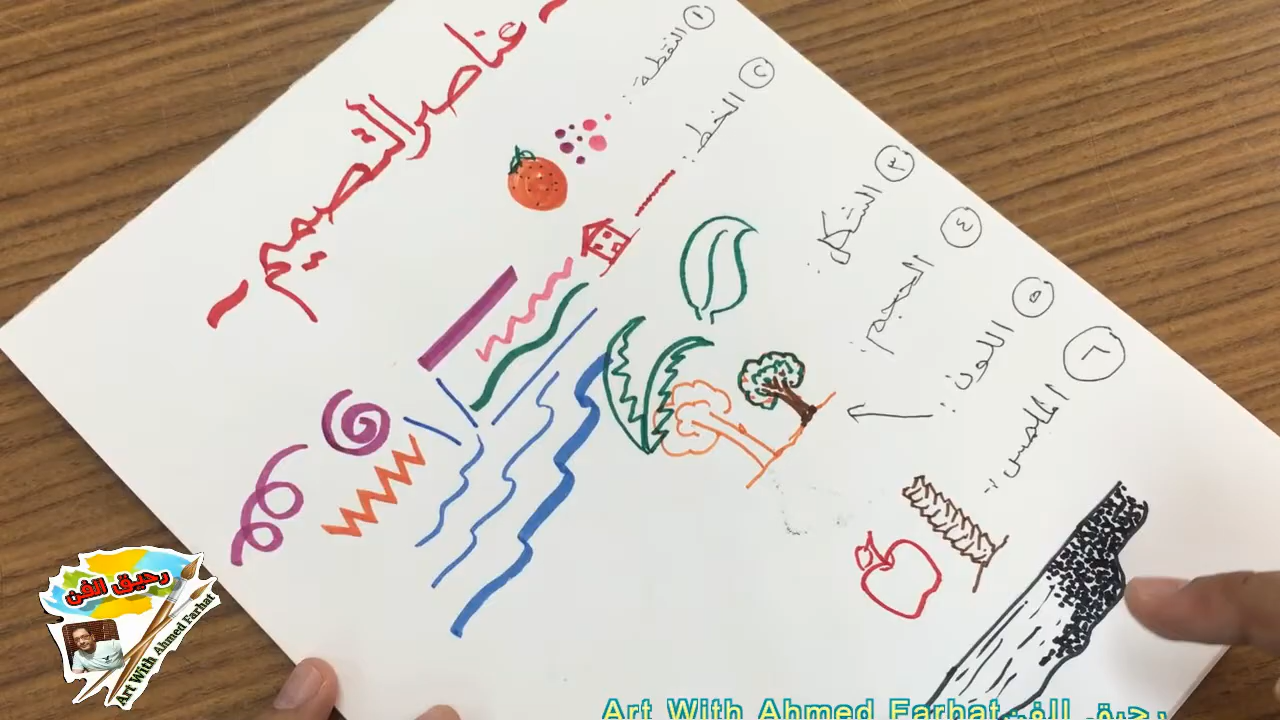 - عناصر التصميم -
١ النقطة :
٢ الخط :
٣ الشكل :
٤ الحجم :
٥ اللون :
٦ الملمس :-
رحيق الفن
Art With Ahmed Farhat
Art With Ahmed Farhat رحيق الفن